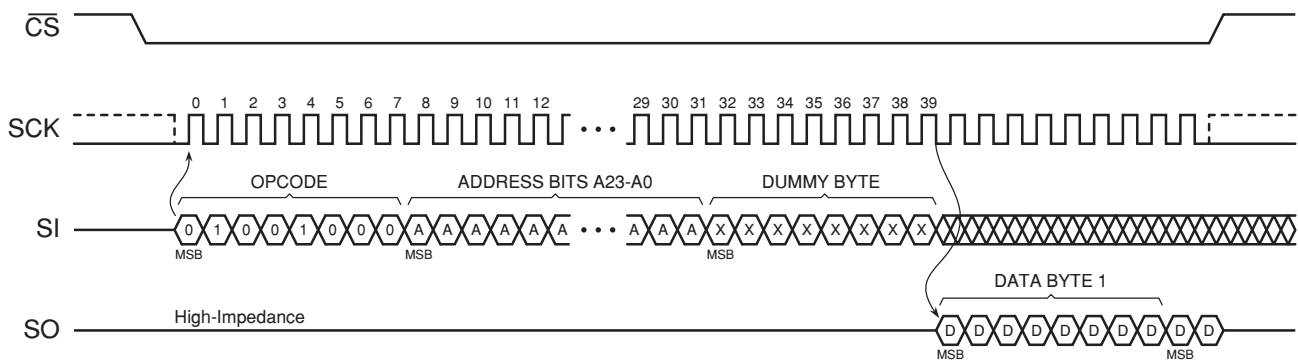 CS
0 1 2 3 4 5 6 7 8 9 10 11 12 29 30 31 32 33 34 35 36 37 38 39
SCK
OPCODE ADDRESS BITS A23-A0 DUMMY BYTE
SI 0 1 0 0 1 0 0 0 A A A A A A A A A X X X X X X X X
MSB MSB MSB
DATA BYTE 1
High-Impedance
SO D D D D D D D D D D
MSB MSB